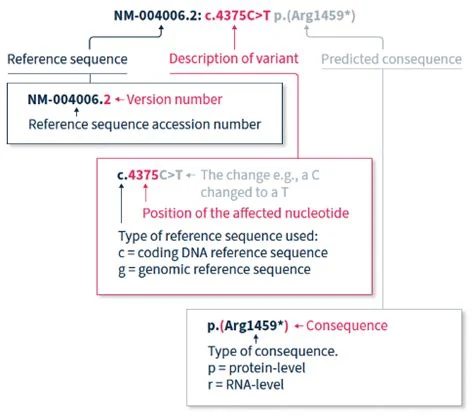 NM-004006.2: c.4375C>T p.(Arg1459*)
Reference sequence
Description of variant
Predicted consequence
NM-004006.2 ← Version number
Reference sequence accession number
c.4375C>T ← The change e.g., a C
changed to a T
Position of the affected nucleotide
Type of reference sequence used:
c = coding DNA reference sequence
g = genomic reference sequence
p.(Arg1459*) ← Consequence
Type of consequence.
p = protein-level
r = RNA-level